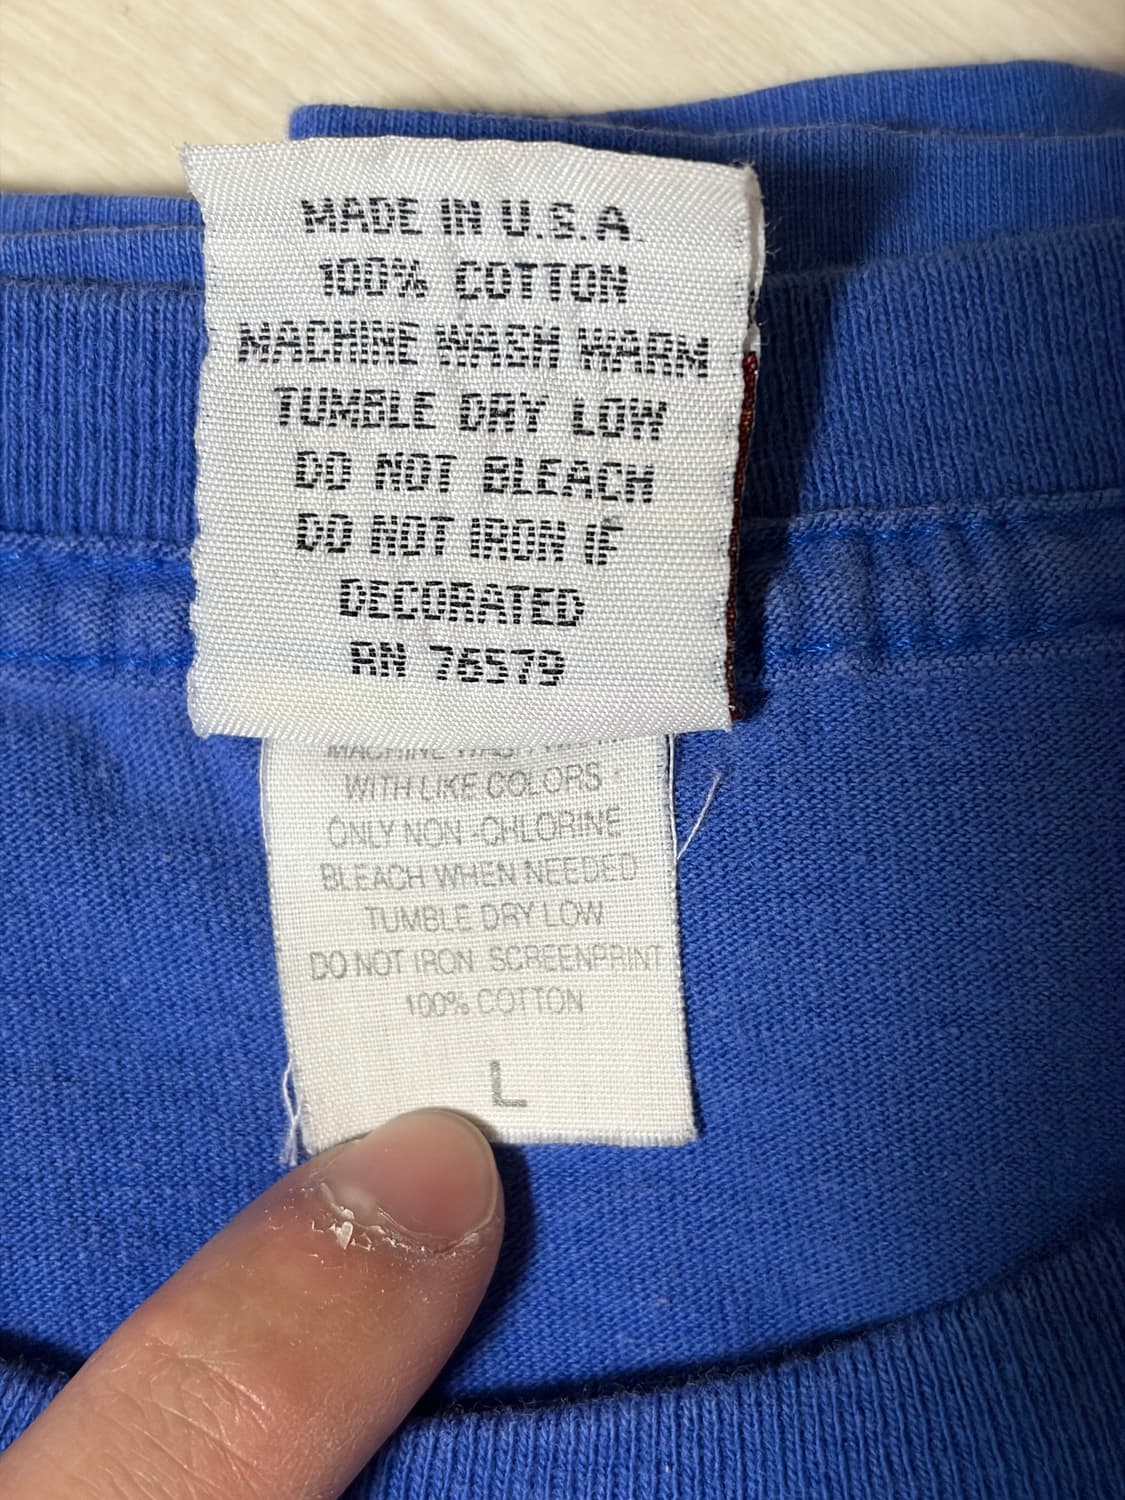 MADE IN U.S.A.
100% COTTON
MACHINE WASH WARM
TUMBLE DRY LOW
DO NOT BLEACH
DO NOT IRON IF
DECORATED
RN 76579
MACHINE WASH
WITH LIKE COLORS
ONLY NON-CHLORINE
BLEACH WHEN NEEDED
TUMBLE DRY LOW
DO NOT IRON SCREENPRINT
100% COTTON
L